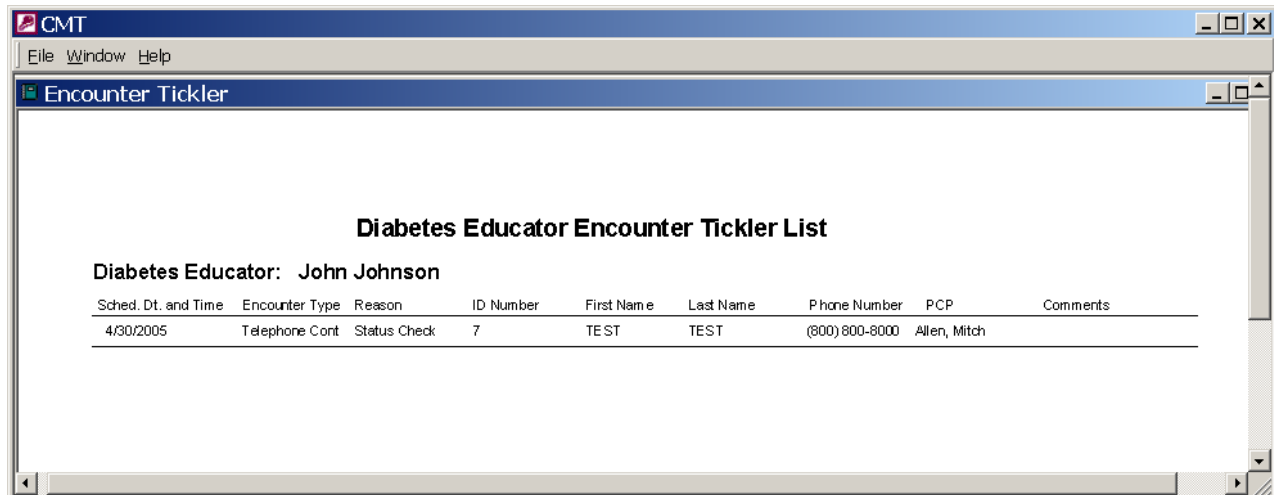 CMT
File Window Help
Encounter Tickler
Diabetes Educator Encounter Tickler List
Diabetes Educator: John Johnson
Sched. Dt. and Time Encounter Type Reason ID Number First Name Last Name Phone Number PCP Comments
4/30/2005 Telephone Cont Status Check 7 TEST TEST (800) 800-8000 Allen, Mitch